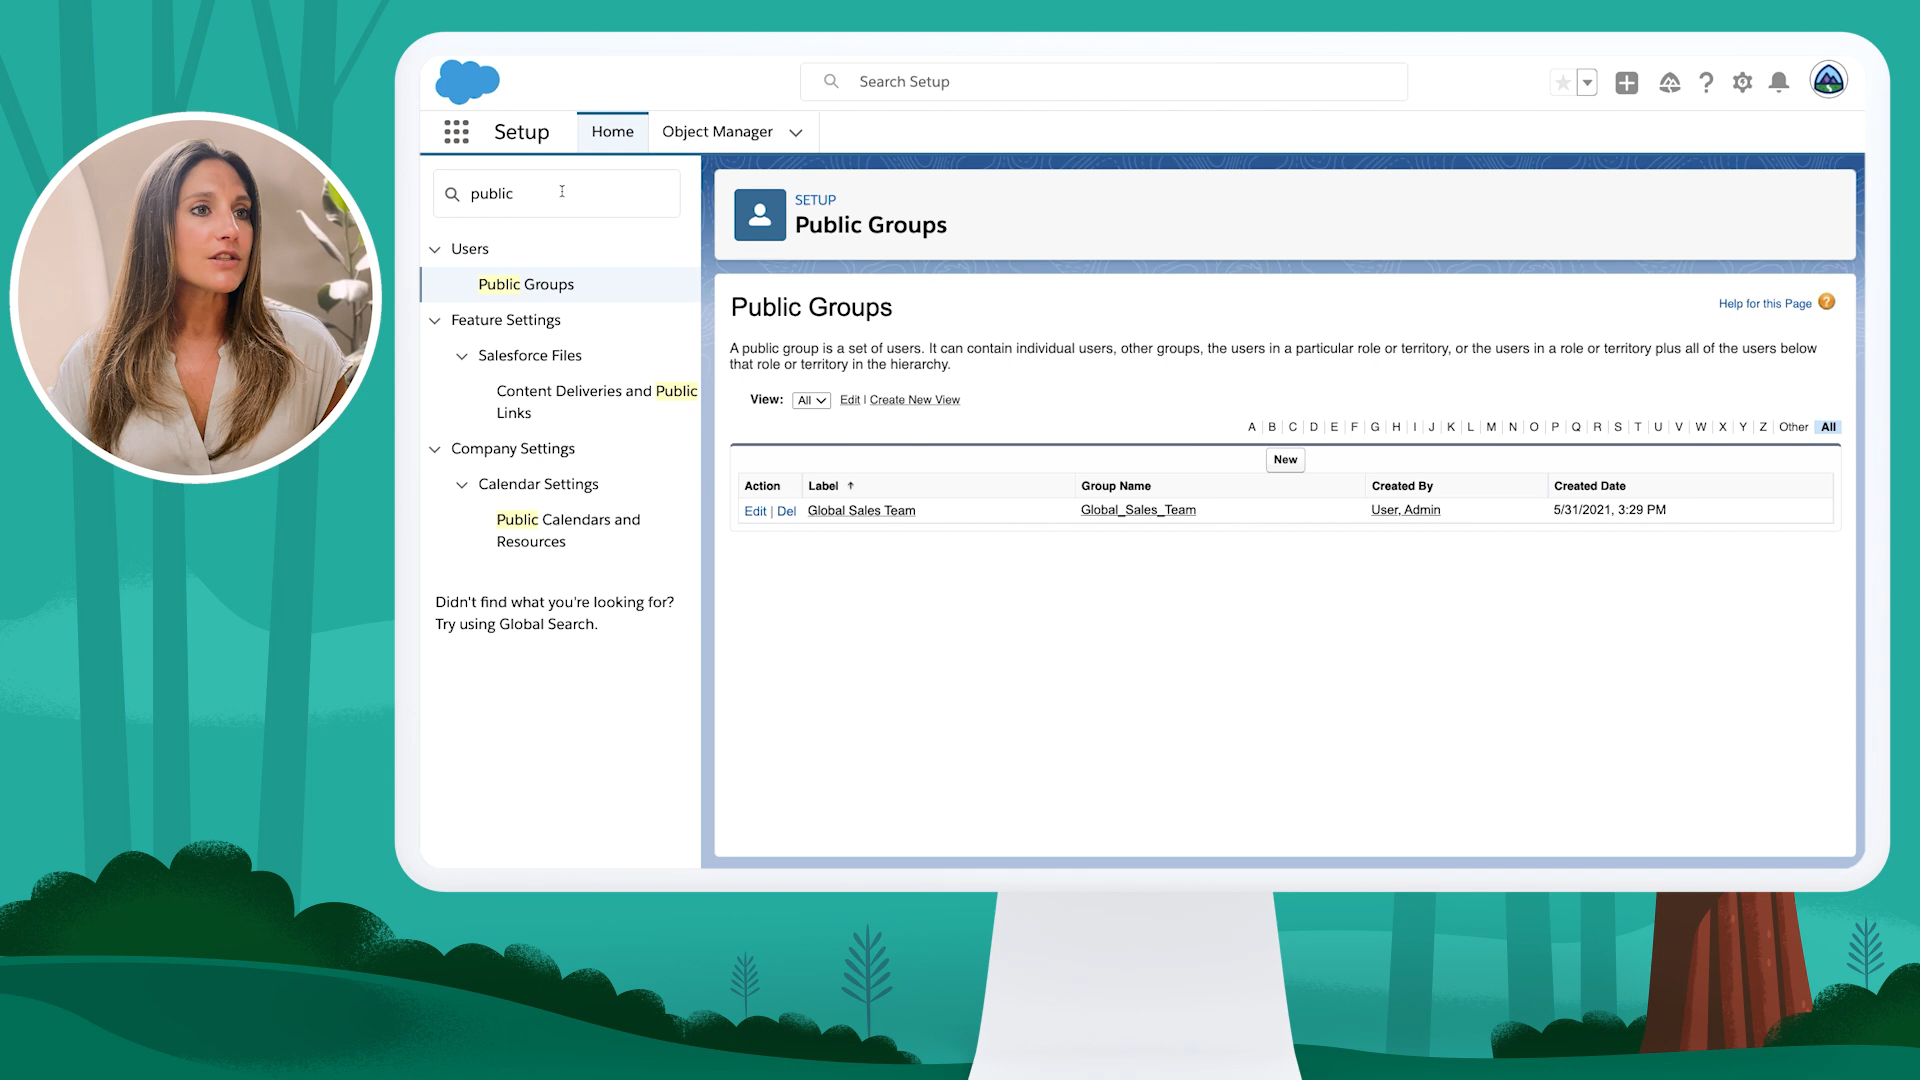 Search Setup
Setup
Home
Object Manager
public
Users
Public Groups
Feature Settings
Salesforce Files
Content Deliveries and Public
Links
Company Settings
Calendar Settings
Public Calendars and
Resources
Didn't find what you're looking for?
Try using Global Search.
SETUP
Public Groups
Public Groups
Help for this Page ?
A public group is a set of users. It can contain individual users, other groups, the users in a particular role or territory, or the users in a role or territory plus all of the users below
that role or territory in the hierarchy.
View: All Edit | Create New View
A | B | C | D | E | F | G | H | I | J | K | L | M | N | O | P | Q | R | S | T | U | V | W | X | Y | Z | Other All
New
Action Label ↑ Group Name Created By Created Date
Edit | Del Global Sales Team Global_Sales_Team User, Admin 5/31/2021, 3:29 PM